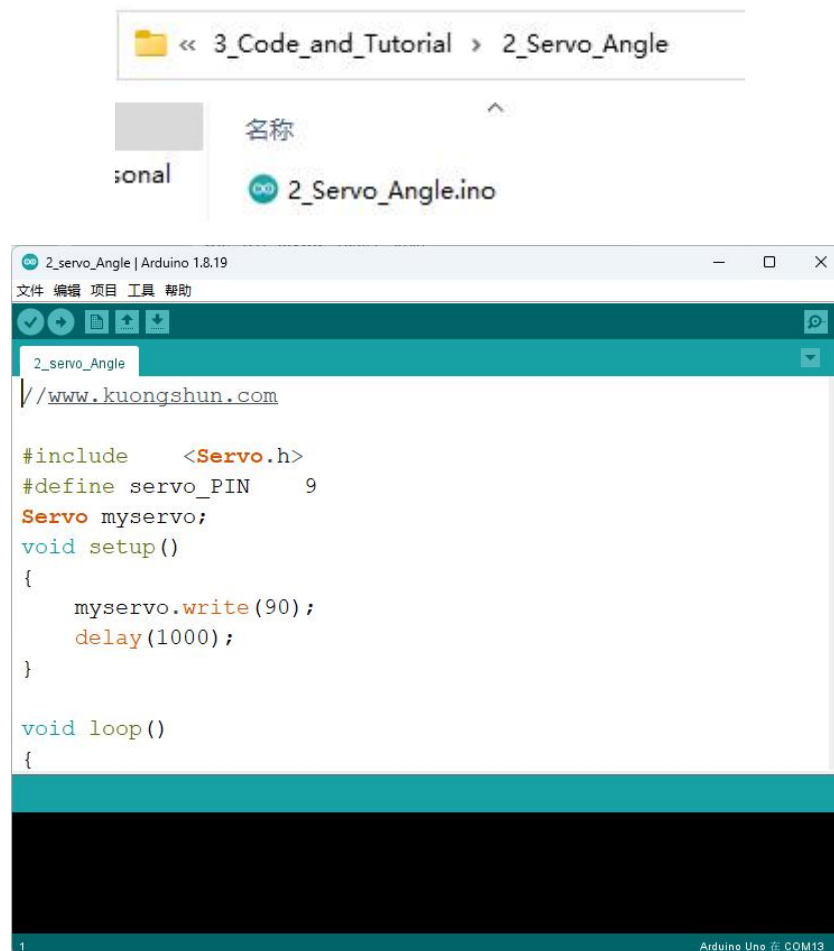 « 3_Code_and_Tutorial › 2_Servo_Angle
名称
sonal
2_Servo_Angle.ino
2_servo_Angle | Arduino 1.8.19
文件 编辑 项目 工具 帮助
2_servo_Angle
//www.kuongshun.com
#include    <Servo.h>
#define servo_PIN    9
Servo myservo;
void setup()
{
    myservo.write(90);
    delay(1000);
}
void loop()
{
1
Arduino Uno 在 COM13